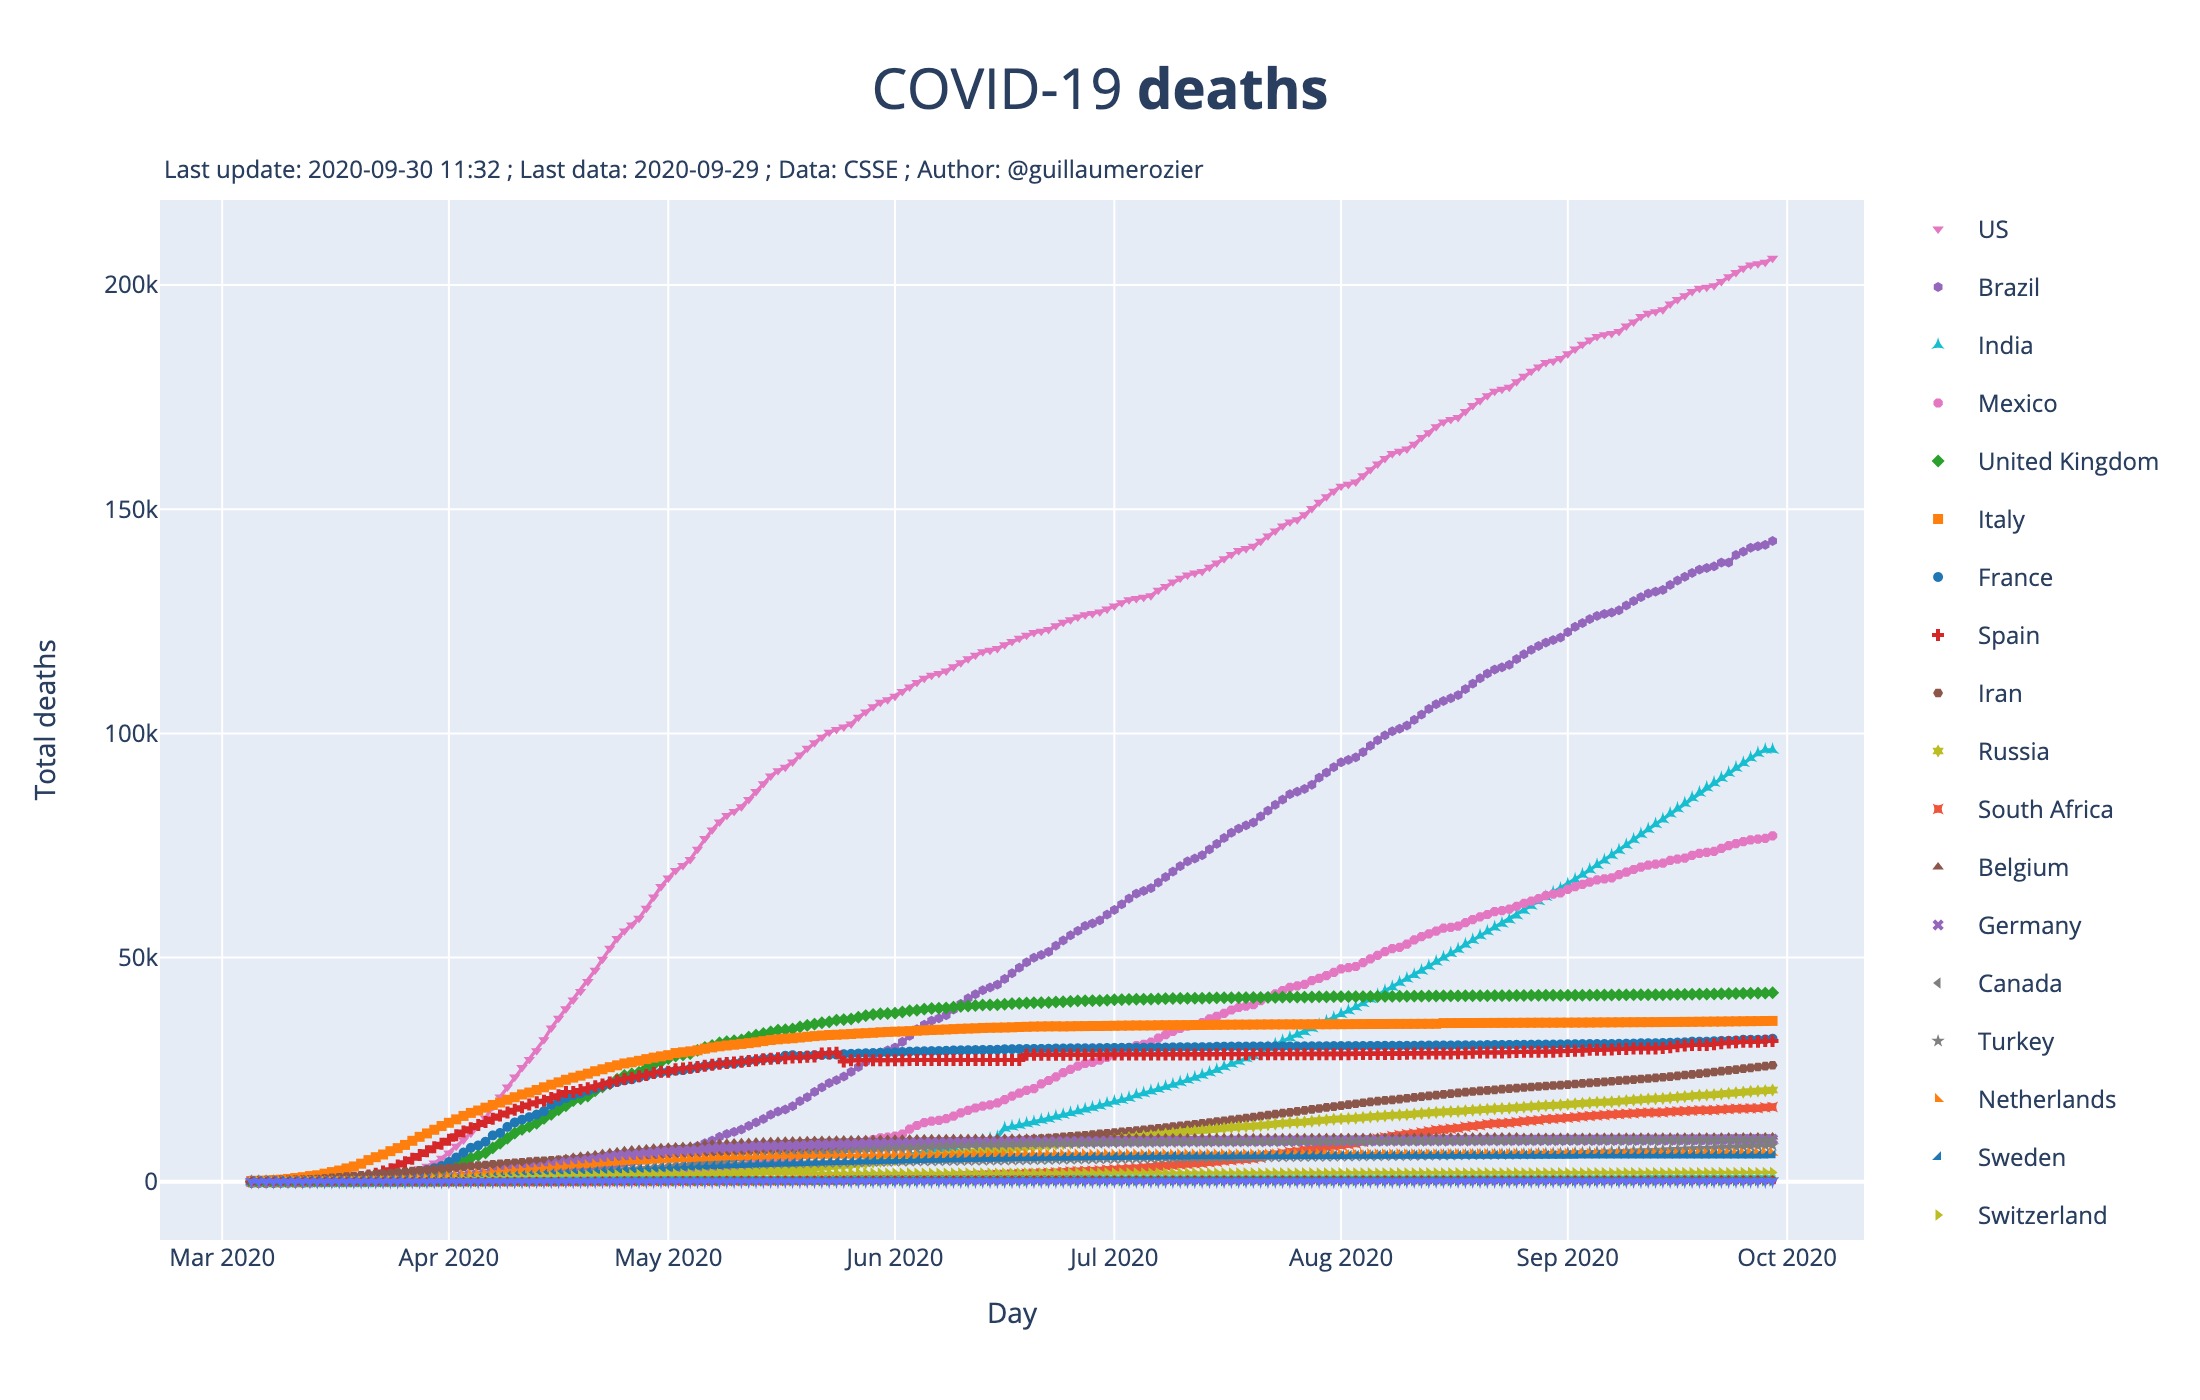 COVID-19 deaths
Last update: 2020-09-30 11:32 ; Last data: 2020-09-29 ; Data: CSSE ; Author: @guillaumerozier
Total deaths
200k
150k
100k
50k
0
Mar 2020
Apr 2020
May 2020
Jun 2020
Jul 2020
Aug 2020
Sep 2020
Oct 2020
Day
US
Brazil
India
Mexico
United Kingdom
Italy
France
Spain
Iran
Russia
South Africa
Belgium
Germany
Canada
Turkey
Netherlands
Sweden
Switzerland